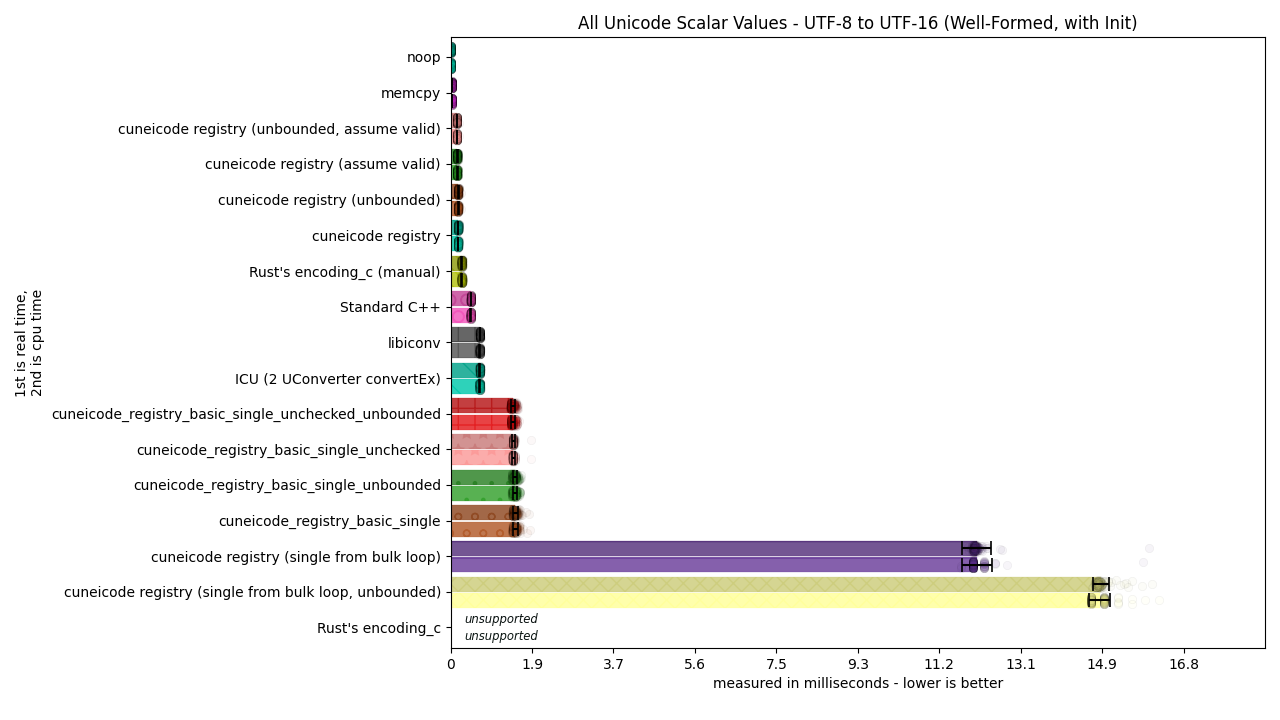 All Unicode Scalar Values - UTF-8 to UTF-16 (Well-Formed, with Init)
1st is real time,
2nd is cpu time
noop
memcpy
cuneicode registry (unbounded, assume valid)
cuneicode registry (assume valid)
cuneicode registry (unbounded)
cuneicode registry
Rust's encoding_c (manual)
Standard C++
libiconv
ICU (2 UConverter convertEx)
cuneicode_registry_basic_single_unchecked_unbounded
cuneicode_registry_basic_single_unchecked
cuneicode_registry_basic_single_unbounded
cuneicode_registry_basic_single
cuneicode registry (single from bulk loop)
cuneicode registry (single from bulk loop, unbounded)
Rust's encoding_c
unsupported
unsupported
0 1.9 3.7 5.6 7.5 9.3 11.2 13.1 14.9 16.8
measured in milliseconds - lower is better